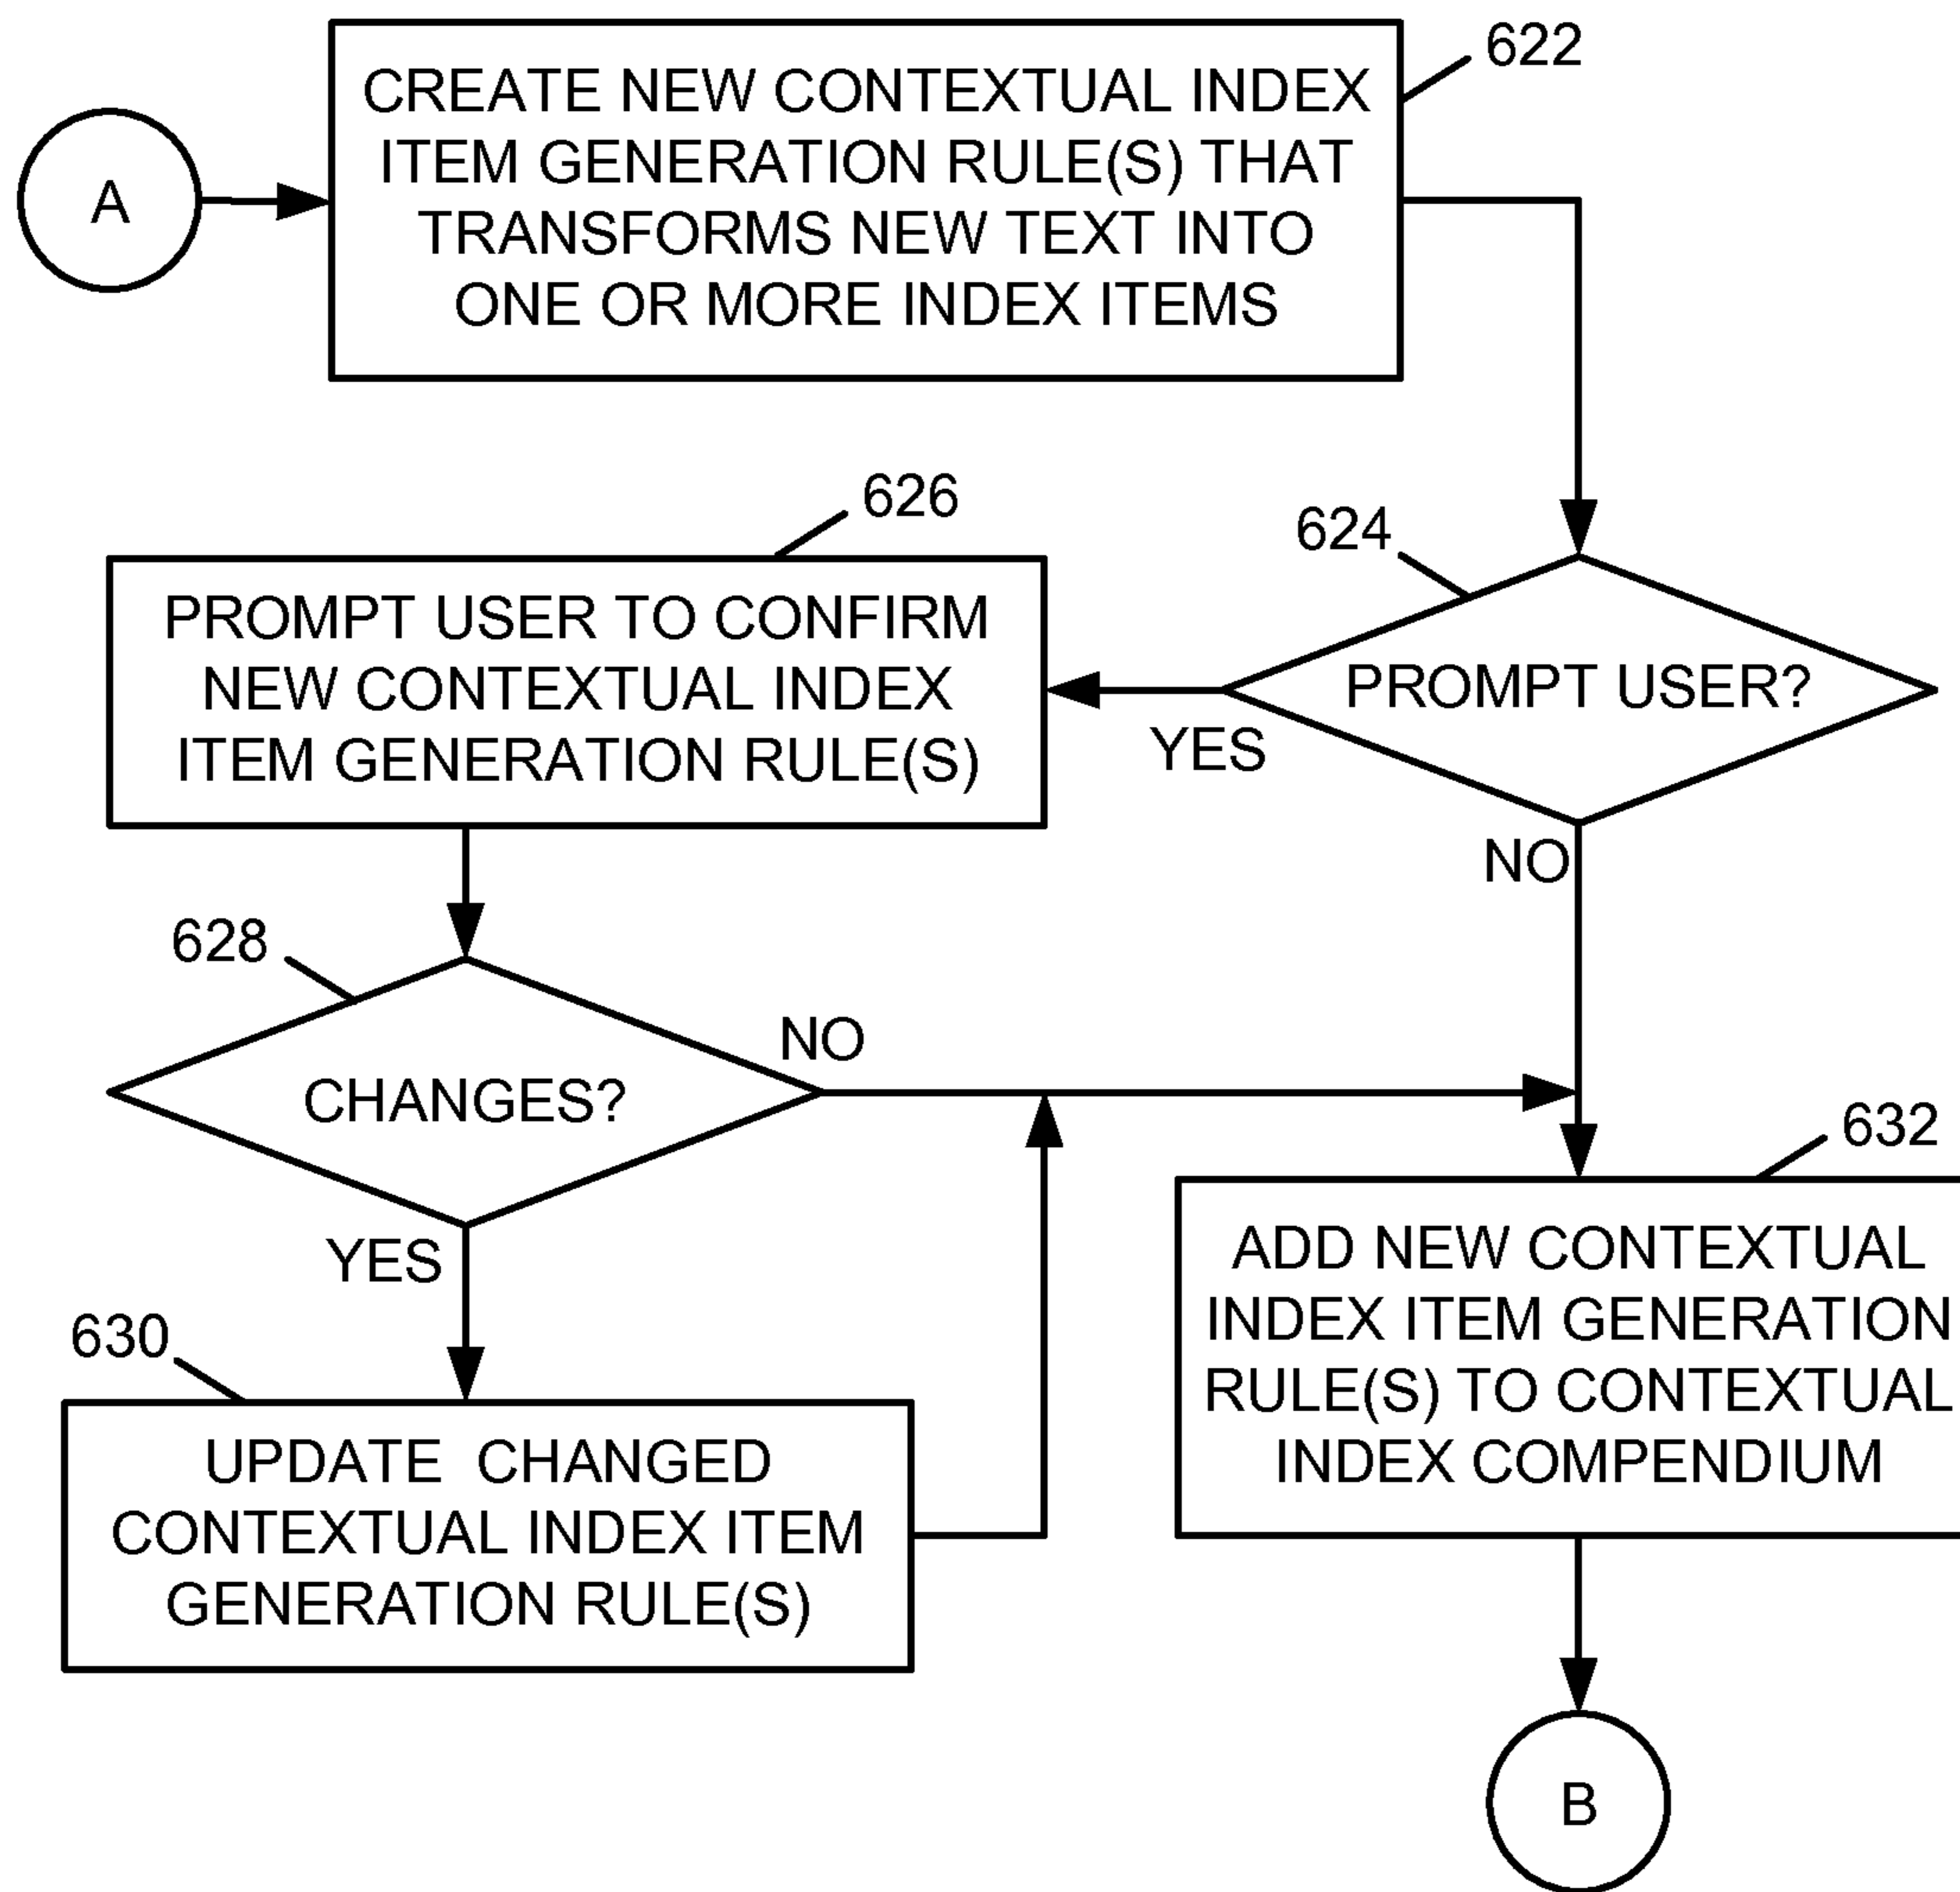 A
622
CREATE NEW CONTEXTUAL INDEX
ITEM GENERATION RULE(S) THAT
TRANSFORMS NEW TEXT INTO
ONE OR MORE INDEX ITEMS
624
PROMPT USER?
YES
NO
626
PROMPT USER TO CONFIRM
NEW CONTEXTUAL INDEX
ITEM GENERATION RULE(S)
628
CHANGES?
NO
YES
630
UPDATE CHANGED
CONTEXTUAL INDEX ITEM
GENERATION RULE(S)
632
ADD NEW CONTEXTUAL
INDEX ITEM GENERATION
RULE(S) TO CONTEXTUAL
INDEX COMPENDIUM
B